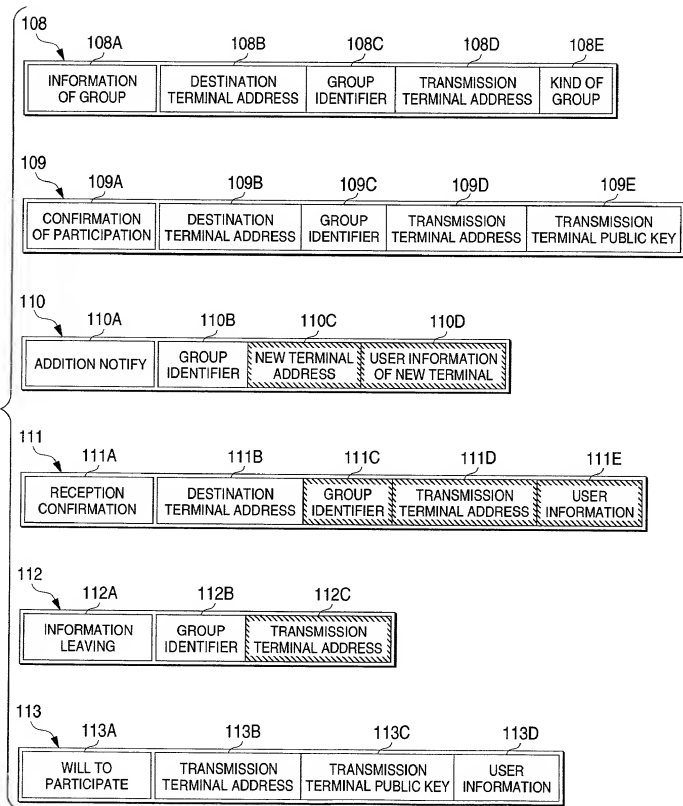 108
108A 108B 108C 108D 108E
INFORMATION OF GROUP
DESTINATION TERMINAL ADDRESS
GROUP IDENTIFIER
TRANSMISSION TERMINAL ADDRESS
KIND OF GROUP
109
109A 109B 109C 109D 109E
CONFIRMATION OF PARTICIPATION
DESTINATION TERMINAL ADDRESS
GROUP IDENTIFIER
TRANSMISSION TERMINAL ADDRESS
TRANSMISSION TERMINAL PUBLIC KEY
110
110A 110B 110C 110D
ADDITION NOTIFY
GROUP IDENTIFIER
NEW TERMINAL ADDRESS
USER INFORMATION OF NEW TERMINAL
111
111A 111B 111C 111D 111E
RECEPTION CONFIRMATION
DESTINATION TERMINAL ADDRESS
GROUP IDENTIFIER
TRANSMISSION TERMINAL ADDRESS
USER INFORMATION
112
112A 112B 112C
INFORMATION LEAVING
GROUP IDENTIFIER
TRANSMISSION TERMINAL ADDRESS
113
113A 113B 113C 113D
WILL TO PARTICIPATE
TRANSMISSION TERMINAL ADDRESS
TRANSMISSION TERMINAL PUBLIC KEY
USER INFORMATION